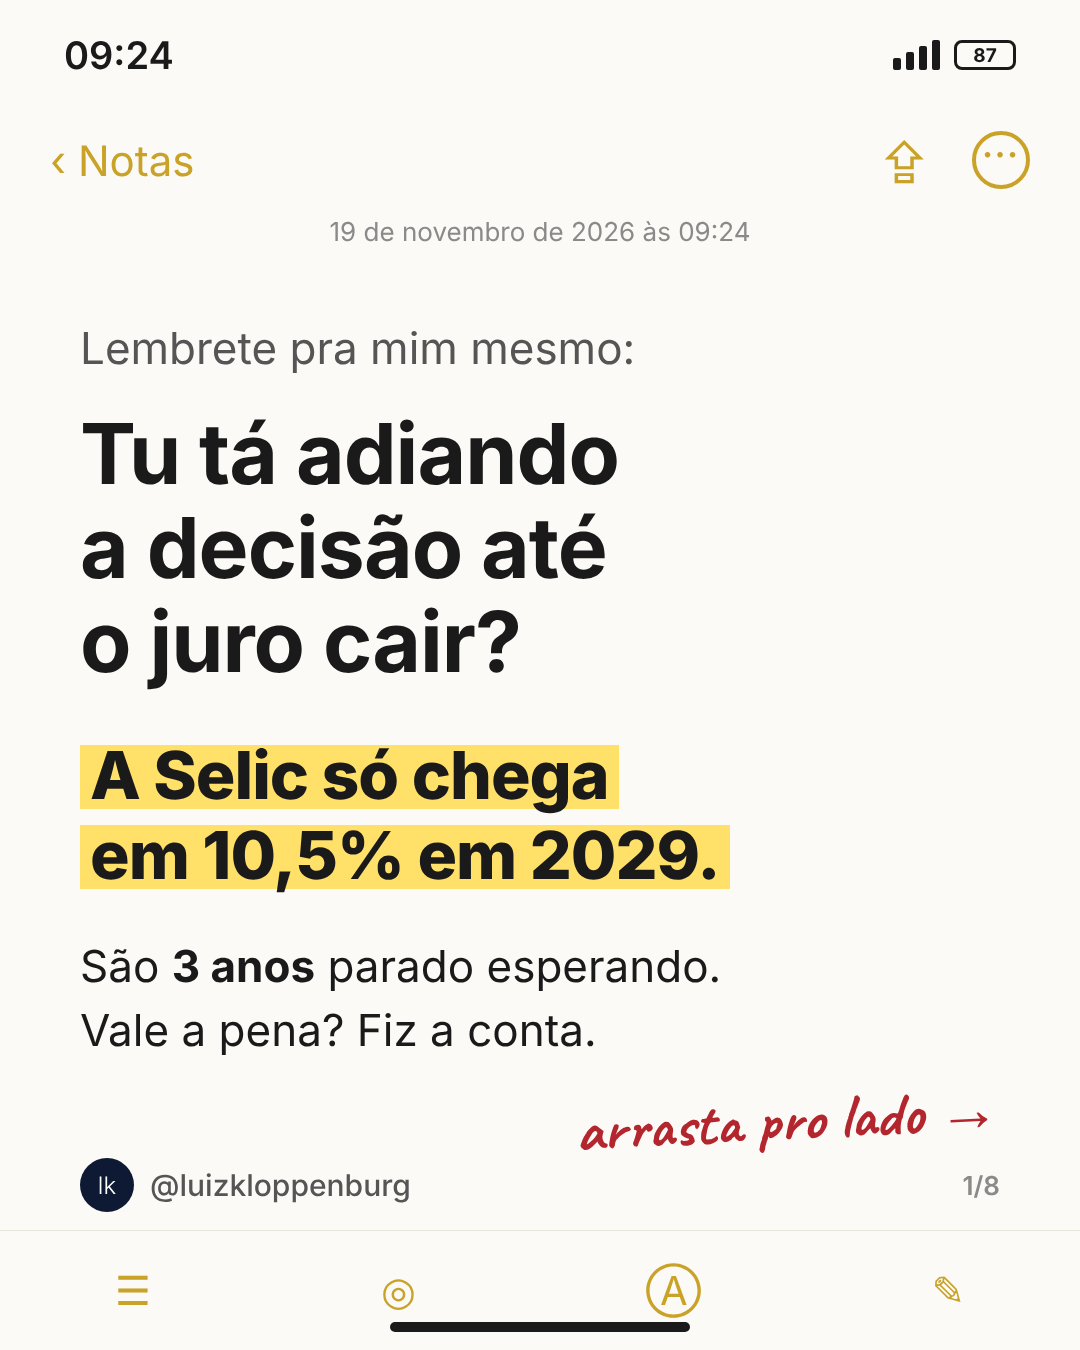 09:24
87
‹ Notas
19 de novembro de 2026 às 09:24
Lembrete pra mim mesmo:
Tu tá adiando
a decisão até
o juro cair?
A Selic só chega
em 10,5% em 2029.
São 3 anos parado esperando.
Vale a pena? Fiz a conta.
arrasta pro lado →
lk @luizkloppenburg
1/8
A